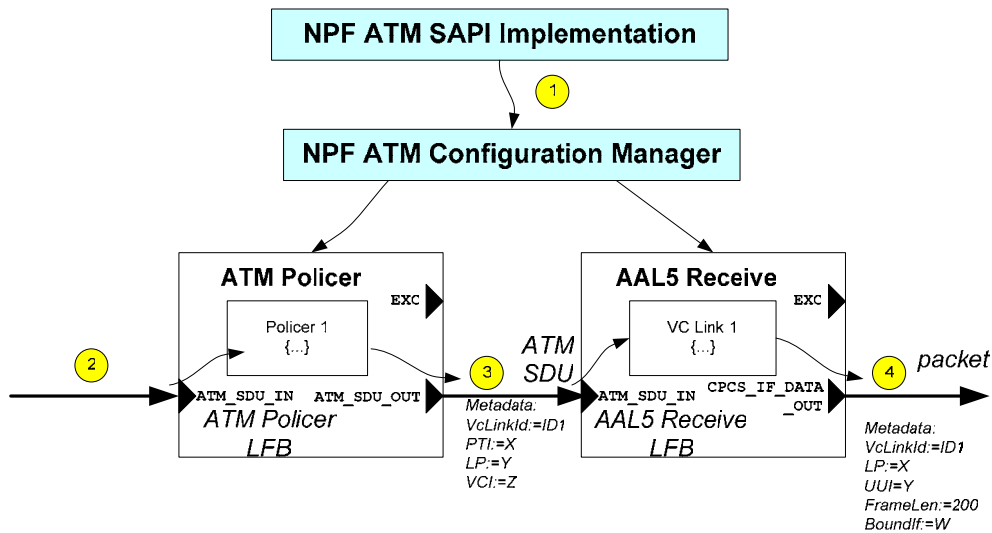 NPF ATM SAPI Implementation
1
NPF ATM Configuration Manager
ATM Policer
EXC
Policer 1
{...}
2
ATM_SDU_IN
ATM_SDU_OUT
ATM Policer
LFB
3
Metadata:
VcLinkId:=ID1
PTI:=X
LP:=Y
VCI:=Z
ATM
SDU
AAL5 Receive
EXC
VC Link 1
{...}
ATM_SDU_IN
CPCS_IF_DATA
_OUT
AAL5 Receive
LFB
4
packet
Metadata:
VcLinkId:=ID1
LP:=X
UUI=Y
FrameLen:=200
BoundIf:=W